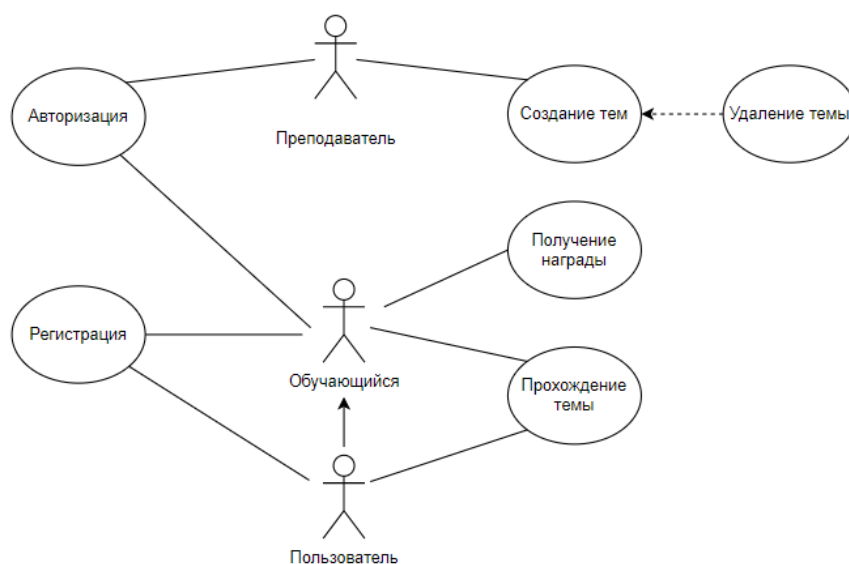 Авторизация
Преподаватель
Создание тем
Удаление темы
Получение
награды
Регистрация
Обучающийся
Прохождение
темы
Пользователь